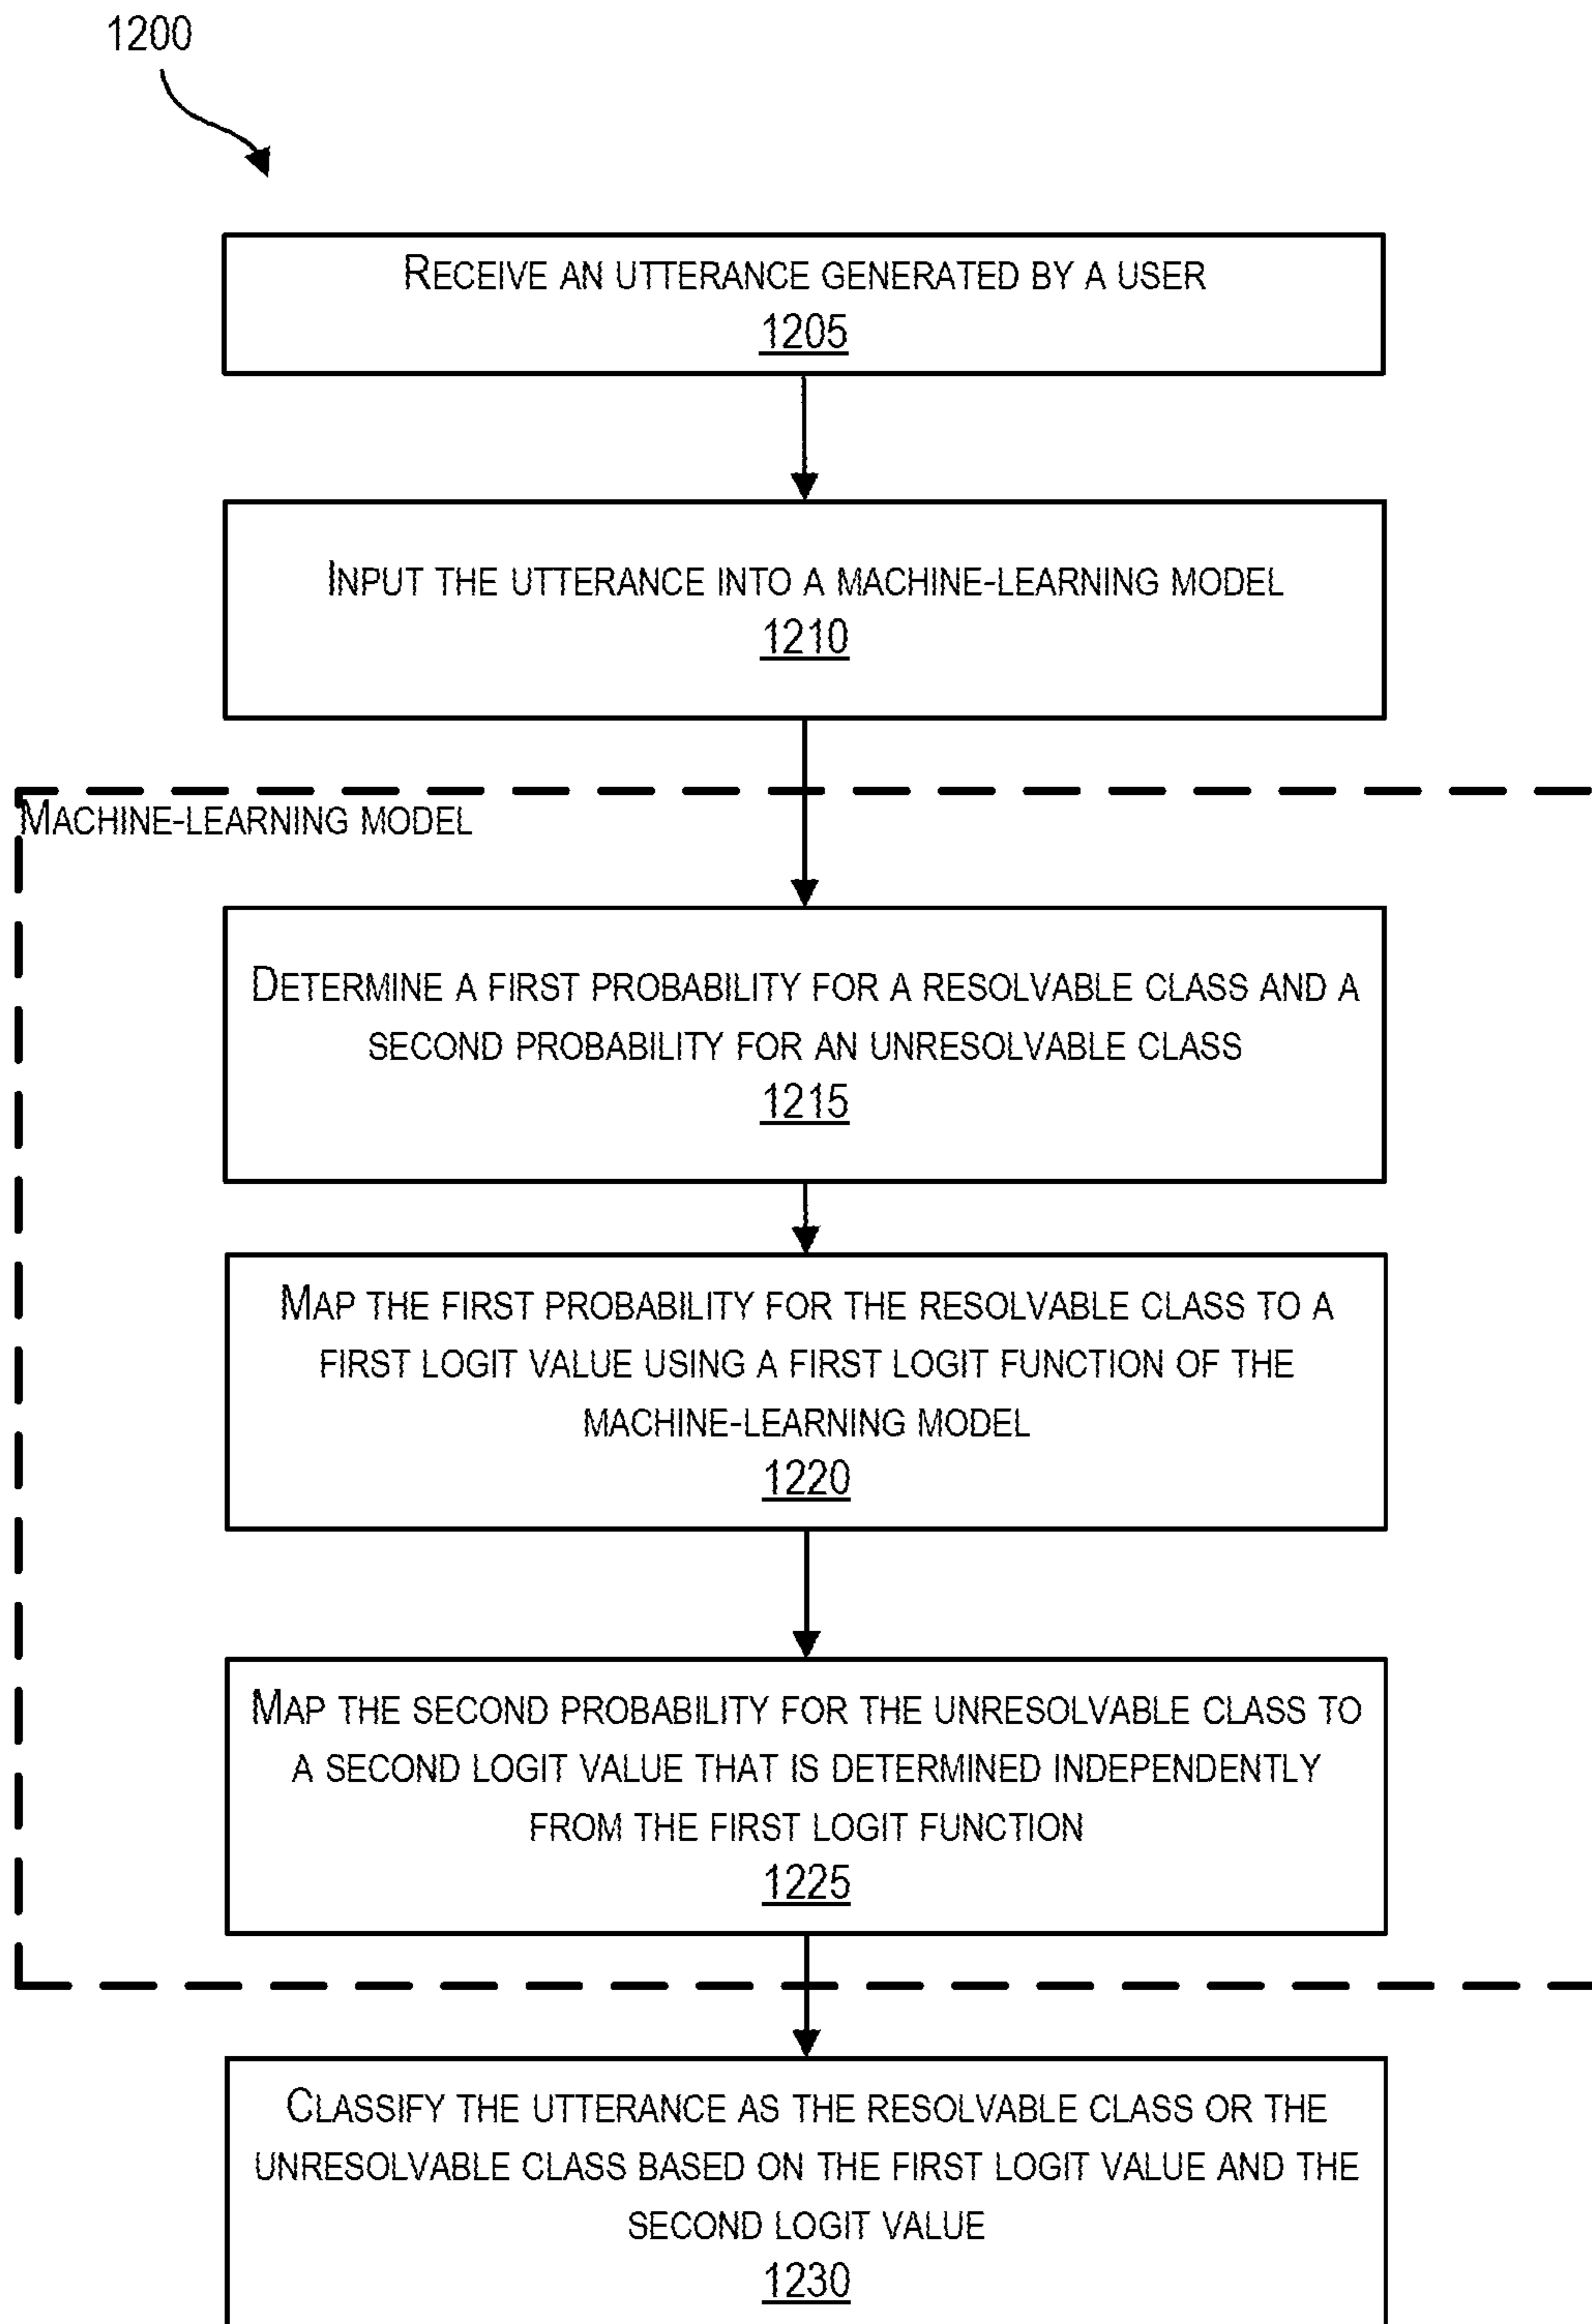 1200
RECEIVE AN UTTERANCE GENERATED BY A USER
1205
INPUT THE UTTERANCE INTO A MACHINE-LEARNING MODEL
1210
MACHINE-LEARNING MODEL
DETERMINE A FIRST PROBABILITY FOR A RESOLVABLE CLASS AND A
SECOND PROBABILITY FOR AN UNRESOLVABLE CLASS
1215
MAP THE FIRST PROBABILITY FOR THE RESOLVABLE CLASS TO A
FIRST LOGIT VALUE USING A FIRST LOGIT FUNCTION OF THE
MACHINE-LEARNING MODEL
1220
MAP THE SECOND PROBABILITY FOR THE UNRESOLVABLE CLASS TO
A SECOND LOGIT VALUE THAT IS DETERMINED INDEPENDENTLY
FROM THE FIRST LOGIT FUNCTION
1225
CLASSIFY THE UTTERANCE AS THE RESOLVABLE CLASS OR THE
UNRESOLVABLE CLASS BASED ON THE FIRST LOGIT VALUE AND THE
SECOND LOGIT VALUE
1230